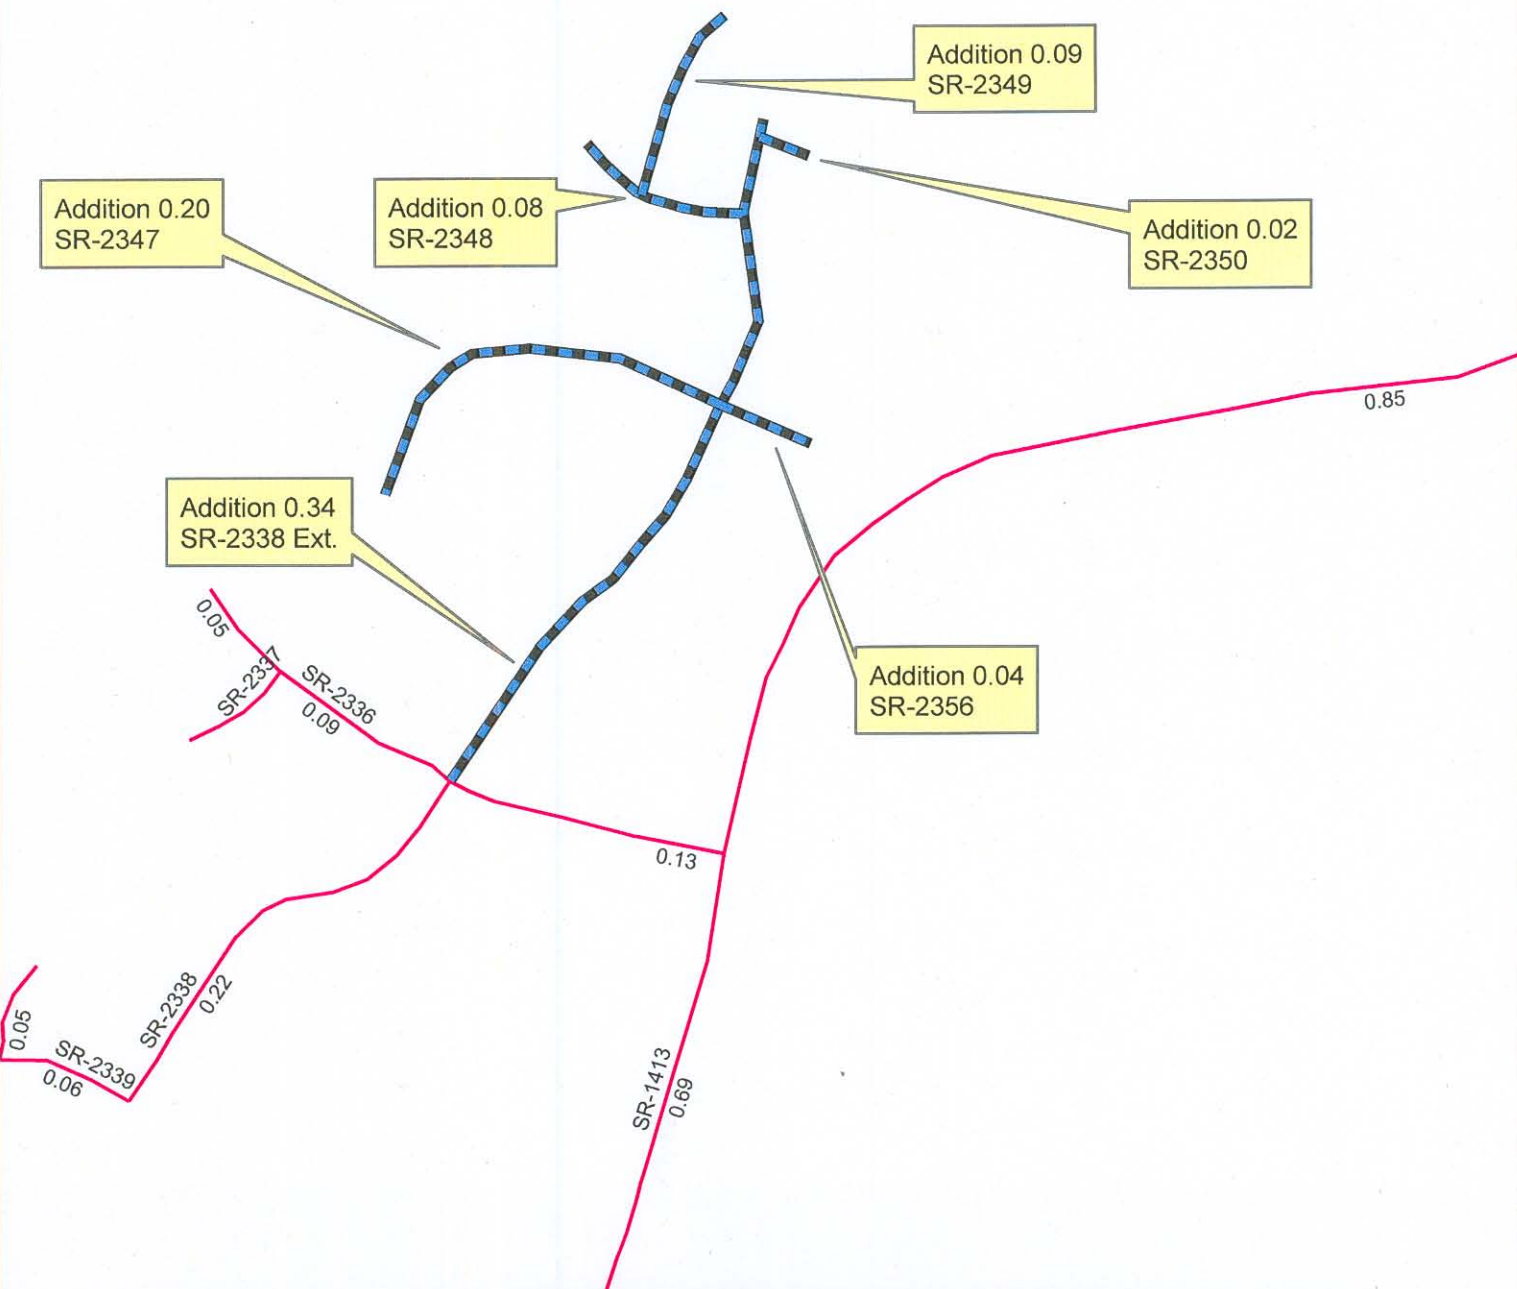 Addition 0.09
SR-2349
Addition 0.20
SR-2347
Addition 0.08
SR-2348
Addition 0.02
SR-2350
0.85
Addition 0.34
SR-2338 Ext.
0.05
SR-2337
SR-2336
0.09
Addition 0.04
SR-2356
0.13
SR-2338
0.22
0.05
SR-2339
0.06
SR-1413
0.69